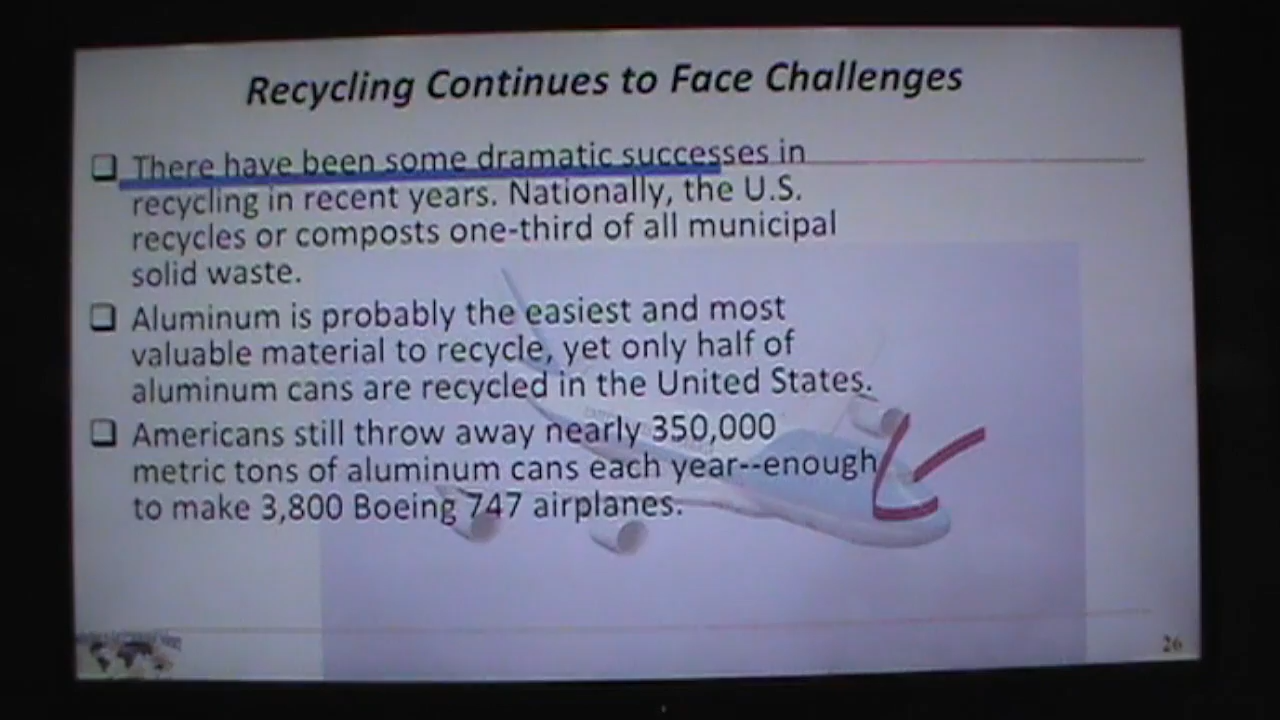 Recycling Continues to Face Challenges
There have been some dramatic successes in
recycling in recent years. Nationally, the U.S.
recycles or composts one-third of all municipal
solid waste.
Aluminum is probably the easiest and most
valuable material to recycle, yet only half of
aluminum cans are recycled in the United States.
Americans still throw away nearly 350,000
metric tons of aluminum cans each year--enough
to make 3,800 Boeing 747 airplanes.
26